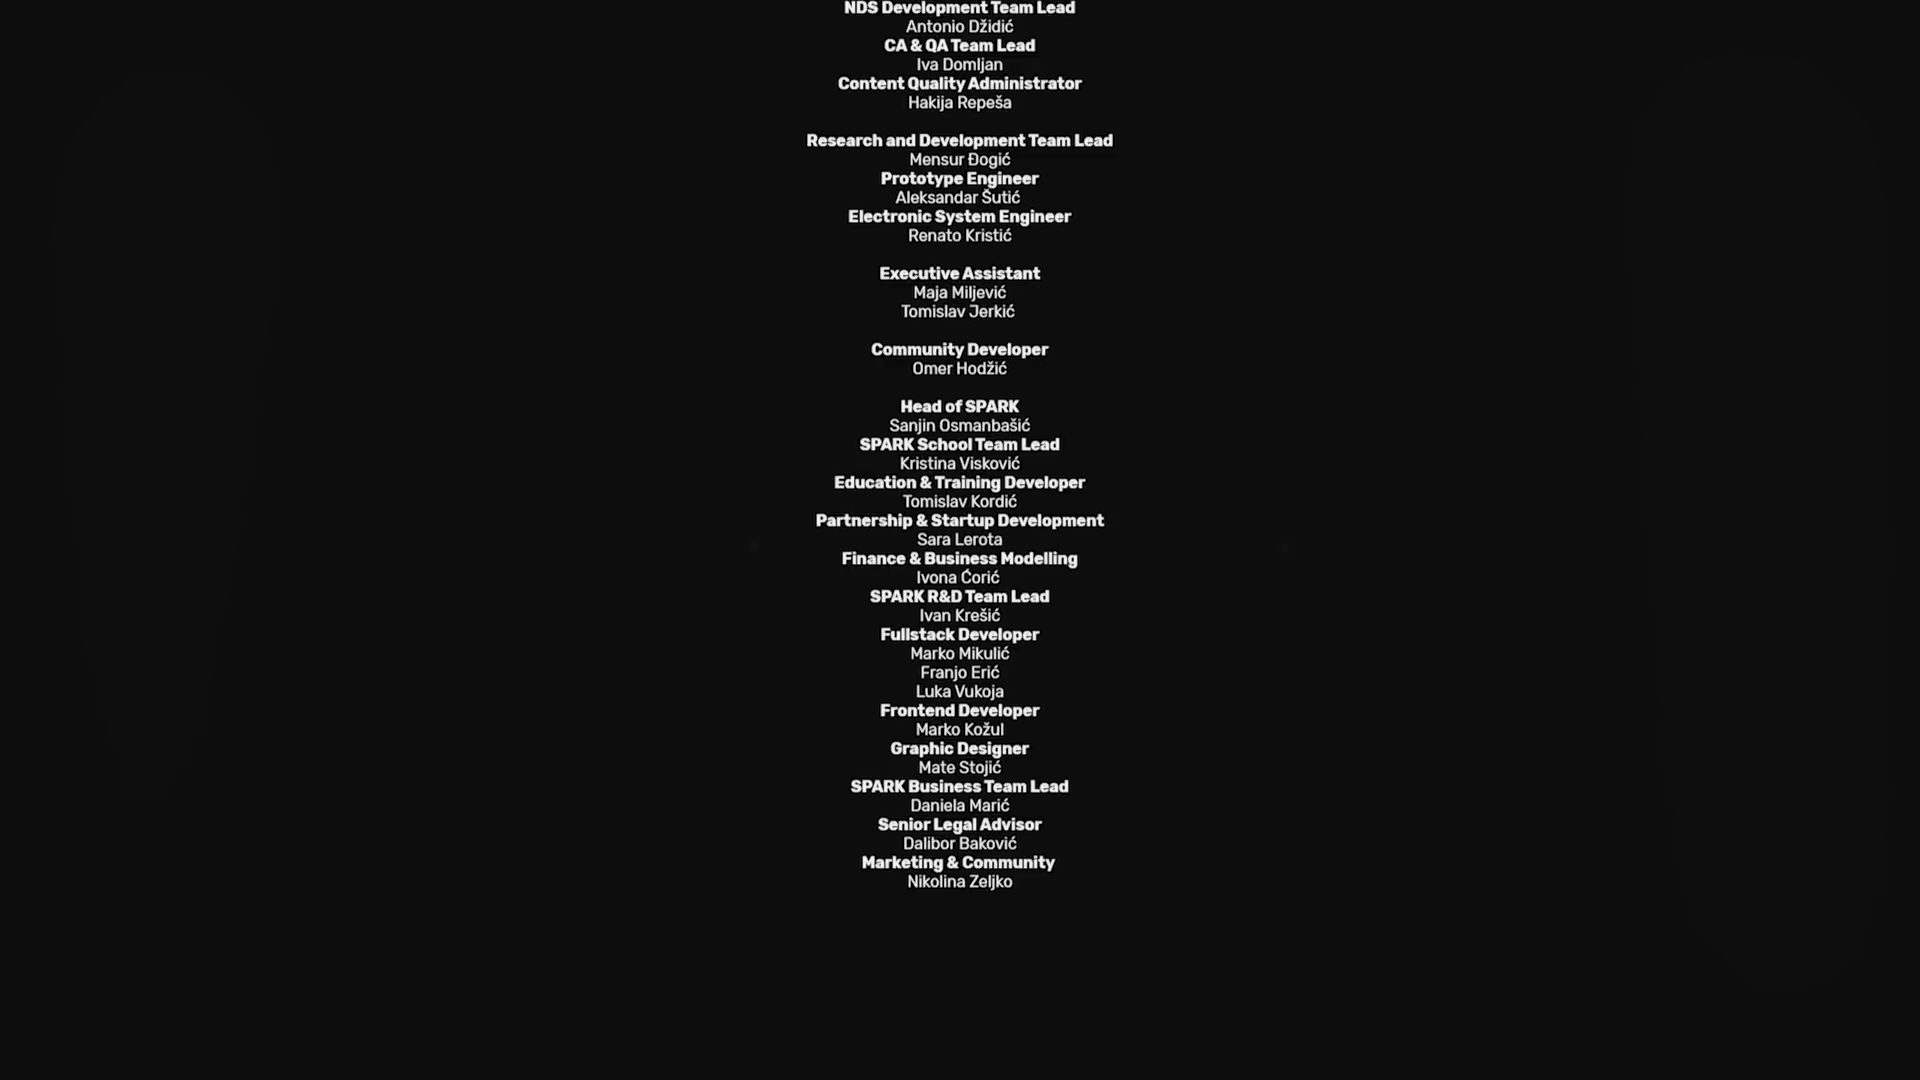 NDS Development Team Lead
Antonio Džidić
CA & QA Team Lead
Iva Domljan
Content Quality Administrator
Hakija Repeša
Research and Development Team Lead
Mensur Đogić
Prototype Engineer
Aleksandar Šutić
Electronic System Engineer
Renato Kristić
Executive Assistant
Maja Miljević
Tomislav Jerkić
Community Developer
Omer Hodžić
Head of SPARK
Sanjin Osmanbašić
SPARK School Team Lead
Kristina Visković
Education & Training Developer
Tomislav Kordić
Partnership & Startup Development
Sara Lerota
Finance & Business Modelling
Ivona Ćorić
SPARK R&D Team Lead
Ivan Krešić
Fullstack Developer
Marko Mikulić
Franjo Erić
Luka Vukoja
Frontend Developer
Marko Kožul
Graphic Designer
Mate Stojić
SPARK Business Team Lead
Daniela Marić
Senior Legal Advisor
Dalibor Baković
Marketing & Community
Nikolina Zeljko